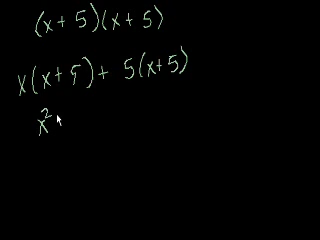 (x + 5)(x + 5)
x(x + 5) + 5(x + 5)
x²